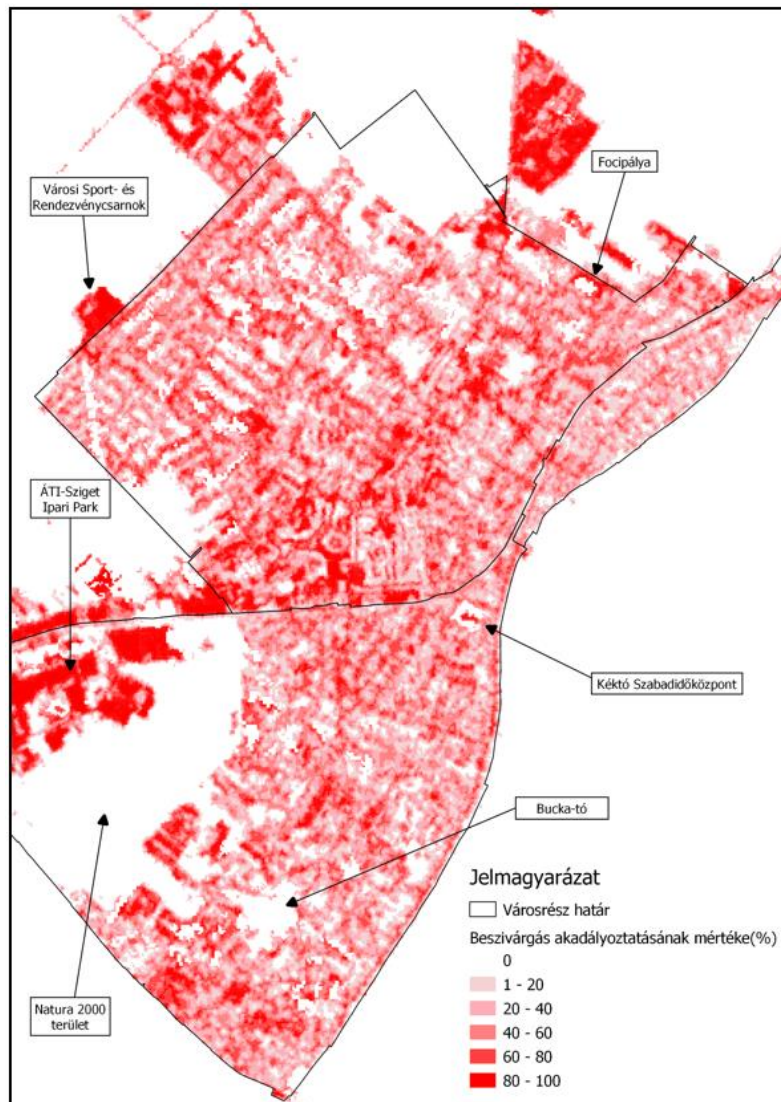 Városi Sport- és
Rendezvénycsarnok
Focipálya
ÁTI-Sziget
Ipari Park
Kéktó Szabadidőközpont
Bucka-tó
Natura 2000
terület
Jelmagyarázat
Városrész határ
Beszivárgás akadályoztatásának mértéke(%)
0
1 - 20
20 - 40
40 - 60
60 - 80
80 - 100